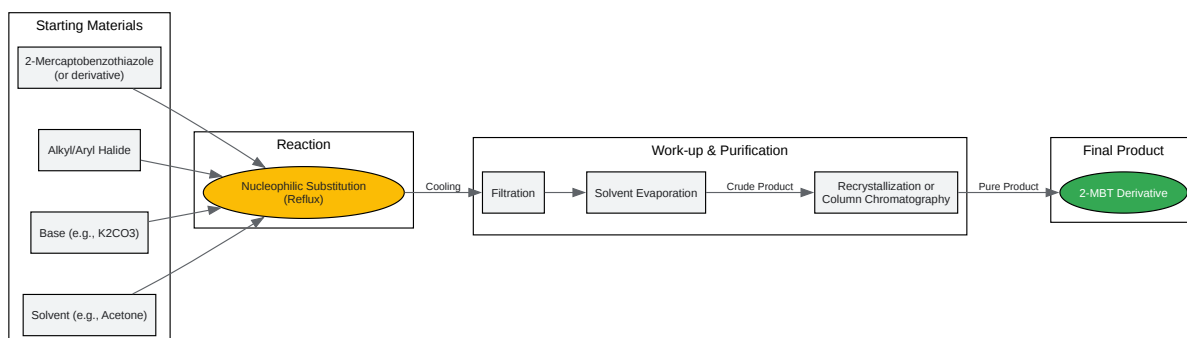 Starting Materials
2-Mercaptobenzothiazole
(or derivative)
Alkyl/Aryl Halide
Base (e.g., K2CO3)
Solvent (e.g., Acetone)
Reaction
Nucleophilic Substitution
(Reflux)
Cooling
Work-up & Purification
Filtration
Solvent Evaporation
Crude Product
Recrystallization or
Column Chromatography
Pure Product
Final Product
2-MBT Derivative